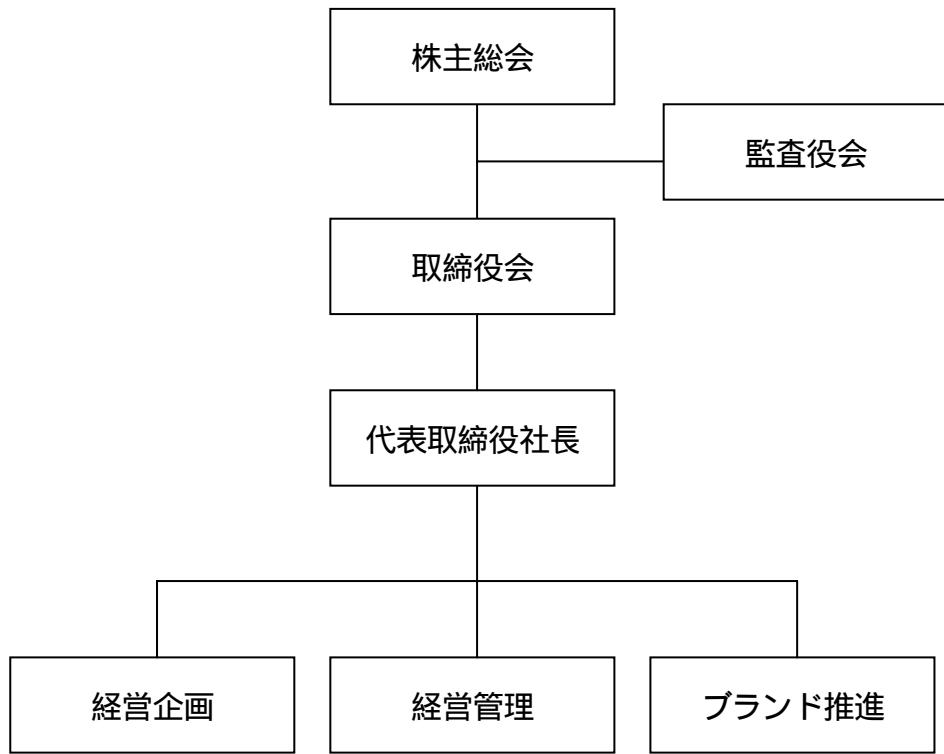 株主総会
監査役会
取締役会
代表取締役社長
経営企画
経営管理
ブランド推進